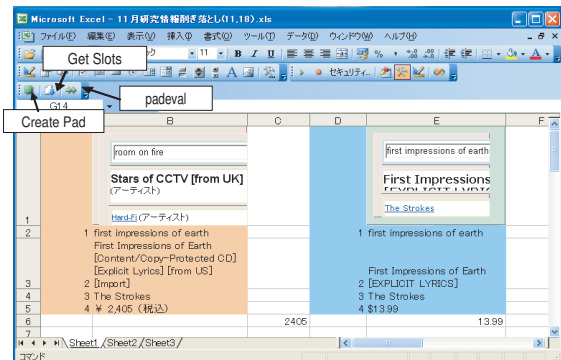 Microsoft Excel - 11月研究情報削ぎ落とし(11,18).xls
ファイル(F) 編集(E) 表示(V) 挿入(I) 書式(O) ツール(T) データ(D) ウィンドウ(W) ヘルプ(H)
11 B I U
Get Slots
セキュリティ...
padeval
G14
Create Pad
B C D E F
room on fire
first impressions of earth
Stars of CCTV [from UK]
(アーティスト)
First Impressions
[EXPLICIT LYRICS]
Hard-Fi (アーティスト)
The Strokes
1
2 1 first impressions of earth 1 first impressions of earth
First Impressions of Earth
[Content/Copy-Protected CD]
[Explicit Lyrics] [from US] First Impressions of Earth
3 2 [Import] 2 [EXPLICIT LYRICS]
4 3 The Strokes 3 The Strokes
5 4 ¥ 2,405 (税込) 4 $13.99
6 2405 13.99
7
Sheet1 / Sheet2 / Sheet3 /
コマンド